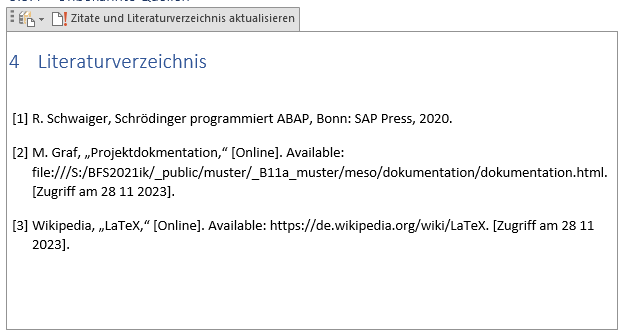 Zitate und Literaturverzeichnis aktualisieren
4 Literaturverzeichnis
[1] R. Schwaiger, Schrödinger programmiert ABAP, Bonn: SAP Press, 2020.
[2] M. Graf, „Projektdokmentation,“ [Online]. Available:
file:///S:/BFS2021ik/_public/muster/_B11a_muster/meso/dokumentation/dokumentation.html.
[Zugriff am 28 11 2023].
[3] Wikipedia, „LaTeX,“ [Online]. Available: https://de.wikipedia.org/wiki/LaTeX. [Zugriff am 28 11
2023].